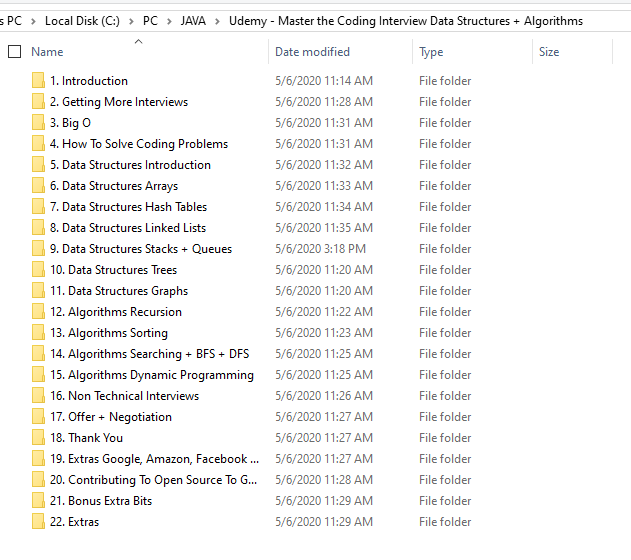 s PC > Local Disk (C:) > PC > JAVA > Udemy - Master the Coding Interview Data Structures + Algorithms
Name Date modified Type Size
1. Introduction 5/6/2020 11:14 AM File folder
2. Getting More Interviews 5/6/2020 11:28 AM File folder
3. Big O 5/6/2020 11:31 AM File folder
4. How To Solve Coding Problems 5/6/2020 11:31 AM File folder
5. Data Structures Introduction 5/6/2020 11:32 AM File folder
6. Data Structures Arrays 5/6/2020 11:33 AM File folder
7. Data Structures Hash Tables 5/6/2020 11:34 AM File folder
8. Data Structures Linked Lists 5/6/2020 11:35 AM File folder
9. Data Structures Stacks + Queues 5/6/2020 3:18 PM File folder
10. Data Structures Trees 5/6/2020 11:20 AM File folder
11. Data Structures Graphs 5/6/2020 11:20 AM File folder
12. Algorithms Recursion 5/6/2020 11:22 AM File folder
13. Algorithms Sorting 5/6/2020 11:23 AM File folder
14. Algorithms Searching + BFS + DFS 5/6/2020 11:25 AM File folder
15. Algorithms Dynamic Programming 5/6/2020 11:25 AM File folder
16. Non Technical Interviews 5/6/2020 11:26 AM File folder
17. Offer + Negotiation 5/6/2020 11:27 AM File folder
18. Thank You 5/6/2020 11:27 AM File folder
19. Extras Google, Amazon, Facebook ... 5/6/2020 11:27 AM File folder
20. Contributing To Open Source To G... 5/6/2020 11:28 AM File folder
21. Bonus Extra Bits 5/6/2020 11:29 AM File folder
22. Extras 5/6/2020 11:29 AM File folder